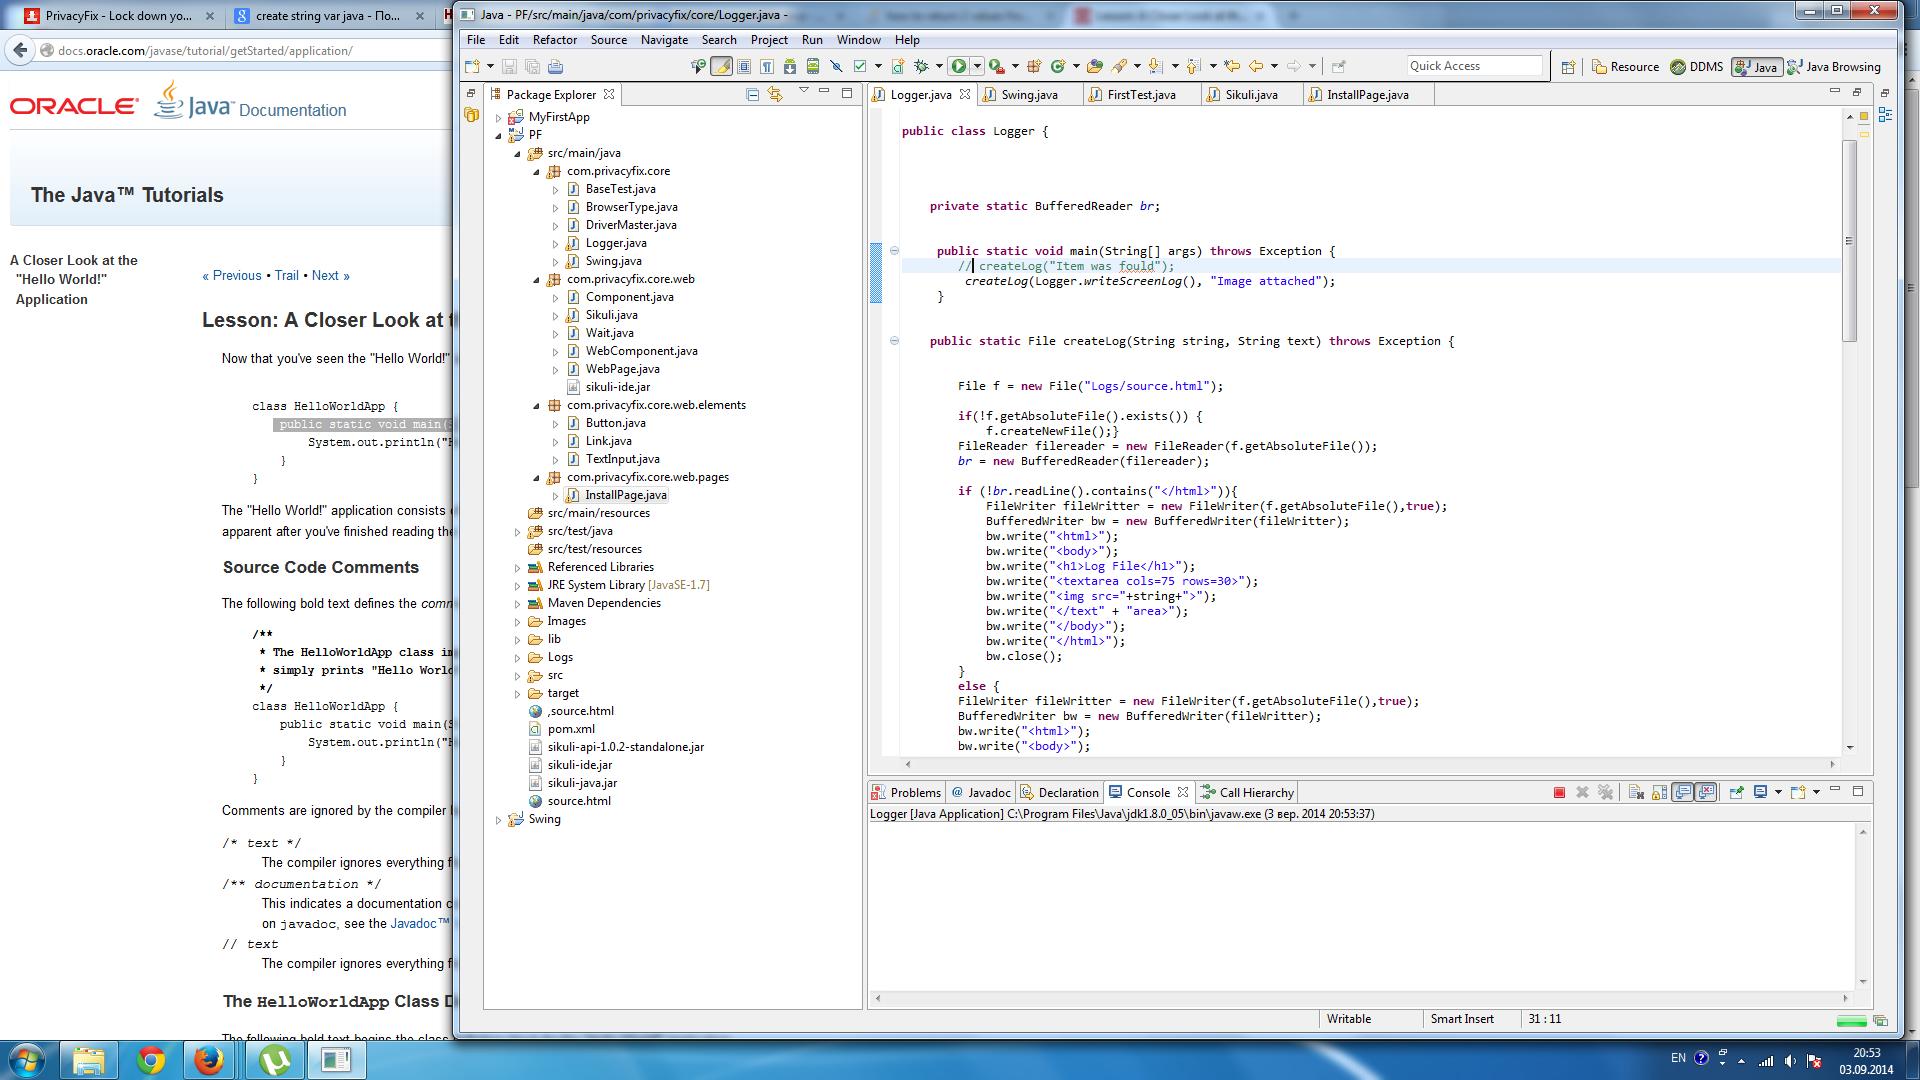 PrivacyFix - Lock down yo...
create string var java - По...
Java - PF/src/main/java/com/privacyfix/core/Logger.java -
docs.oracle.com/javase/tutorial/getStarted/application/
File Edit Refactor Source Navigate Search Project Run Window Help
Quick Access
Resource
DDMS
Java
Java Browsing
ORACLE
Java™ Documentation
The Java™ Tutorials
A Closer Look at the
"Hello World!"
Application
« Previous • Trail • Next »
Lesson: A Closer Look at t
Now that you've seen the "Hello World!"
class HelloWorldApp {
public static void main(S
System.out.println("H
}
}
The "Hello World!" application consists
apparent after you've finished reading the
Source Code Comments
The following bold text defines the comm
/**
* The HelloWorldApp class im
* simply prints "Hello Worl
*/
class HelloWorldApp {
public static void main(S
System.out.println("H
}
}
Comments are ignored by the compiler
/* text */
The compiler ignores everything f
/** documentation */
This indicates a documentation c
on javadoc, see the Javadoc™
// text
The compiler ignores everything f
The HelloWorldApp Class D
The following bold text begins the class
Package Explorer
MyFirstApp
PF
src/main/java
com.privacyfix.core
BaseTest.java
BrowserType.java
DriverMaster.java
Logger.java
Swing.java
com.privacyfix.core.web
Component.java
Sikuli.java
Wait.java
WebComponent.java
WebPage.java
sikuli-ide.jar
com.privacyfix.core.web.elements
Button.java
Link.java
TextInput.java
com.privacyfix.core.web.pages
InstallPage.java
src/main/resources
src/test/java
src/test/resources
Referenced Libraries
JRE System Library [JavaSE-1.7]
Maven Dependencies
Images
lib
Logs
src
target
,source.html
pom.xml
sikuli-api-1.0.2-standalone.jar
sikuli-ide.jar
sikuli-java.jar
source.html
Swing
Logger.java
Swing.java
FirstTest.java
Sikuli.java
InstallPage.java
public class Logger {
private static BufferedReader br;
public static void main(String[] args) throws Exception {
// createLog("Item was fould");
createLog(Logger.writeScreenLog(), "Image attached");
}
public static File createLog(String string, String text) throws Exception {
File f = new File("Logs/source.html");
if(!f.getAbsoluteFile().exists()) {
f.createNewFile();}
FileReader filereader = new FileReader(f.getAbsoluteFile());
br = new BufferedReader(filereader);
if (!br.readLine().contains("</html>")){
FileWriter fileWritter = new FileWriter(f.getAbsoluteFile(),true);
BufferedWriter bw = new BufferedWriter(fileWritter);
bw.write("<html>");
bw.write("<body>");
bw.write("<h1>Log File</h1>");
bw.write("<textarea cols=75 rows=30>");
bw.write("<img src="+string+">");
bw.write("</text" + "area>");
bw.write("</body>");
bw.write("</html>");
bw.close();
}
else {
FileWriter fileWritter = new FileWriter(f.getAbsoluteFile(),true);
BufferedWriter bw = new BufferedWriter(fileWritter);
bw.write("<html>");
bw.write("<body>");
Problems
@ Javadoc
Declaration
Console
Call Hierarchy
Logger [Java Application] C:\Program Files\Java\jdk1.8.0_05\bin\javaw.exe (3 вер. 2014 20:53:37)
Writable
Smart Insert
31 : 11
EN
20:53
03.09.2014